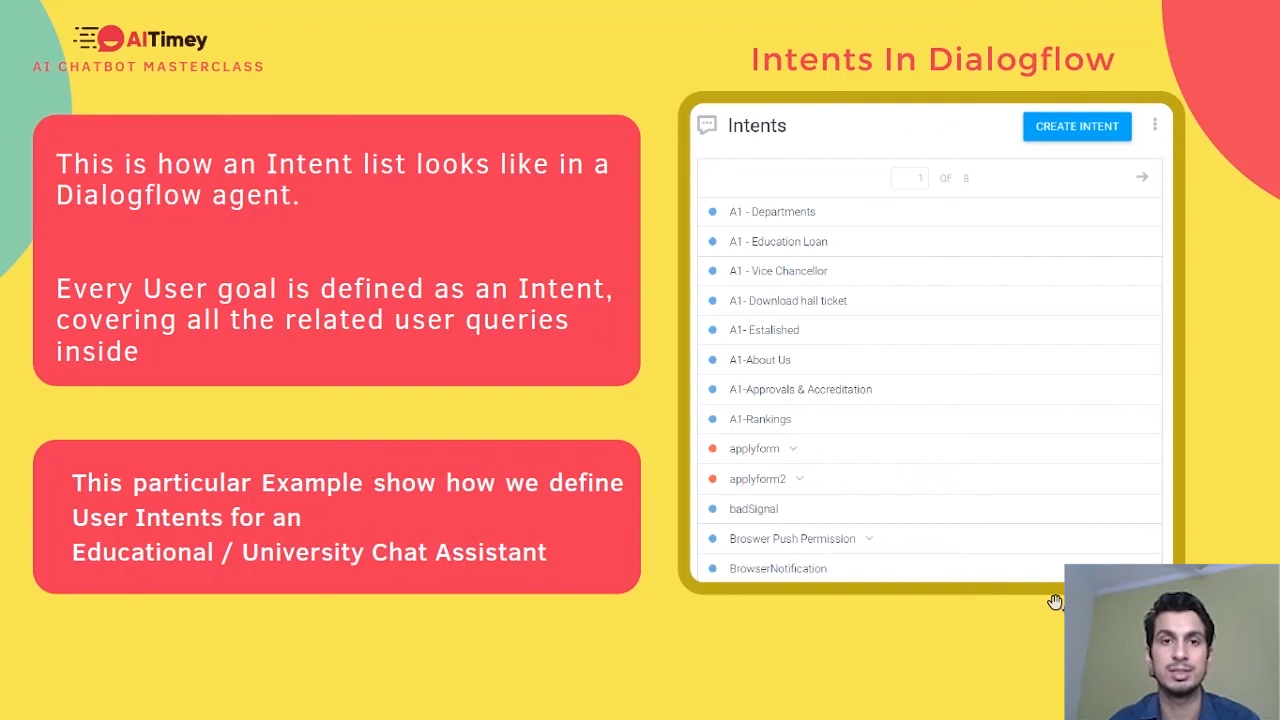 AITimey
AI CHATBOT MASTERCLASS
Intents In Dialogflow
This is how an Intent list looks like in a
Dialogflow agent.
Every User goal is defined as an Intent,
covering all the related user queries
inside
This particular Example show how we define
User Intents for an
Educational / University Chat Assistant
Intents
CREATE INTENT
1 OF 8
A1 - Departments
A1 - Education Loan
A1 - Vice Chancellor
A1- Download hall ticket
A1- Estalished
A1-About Us
A1-Approvals & Accreditation
A1-Rankings
applyform
applyform2
badSignal
Broswer Push Permission
BrowserNotification